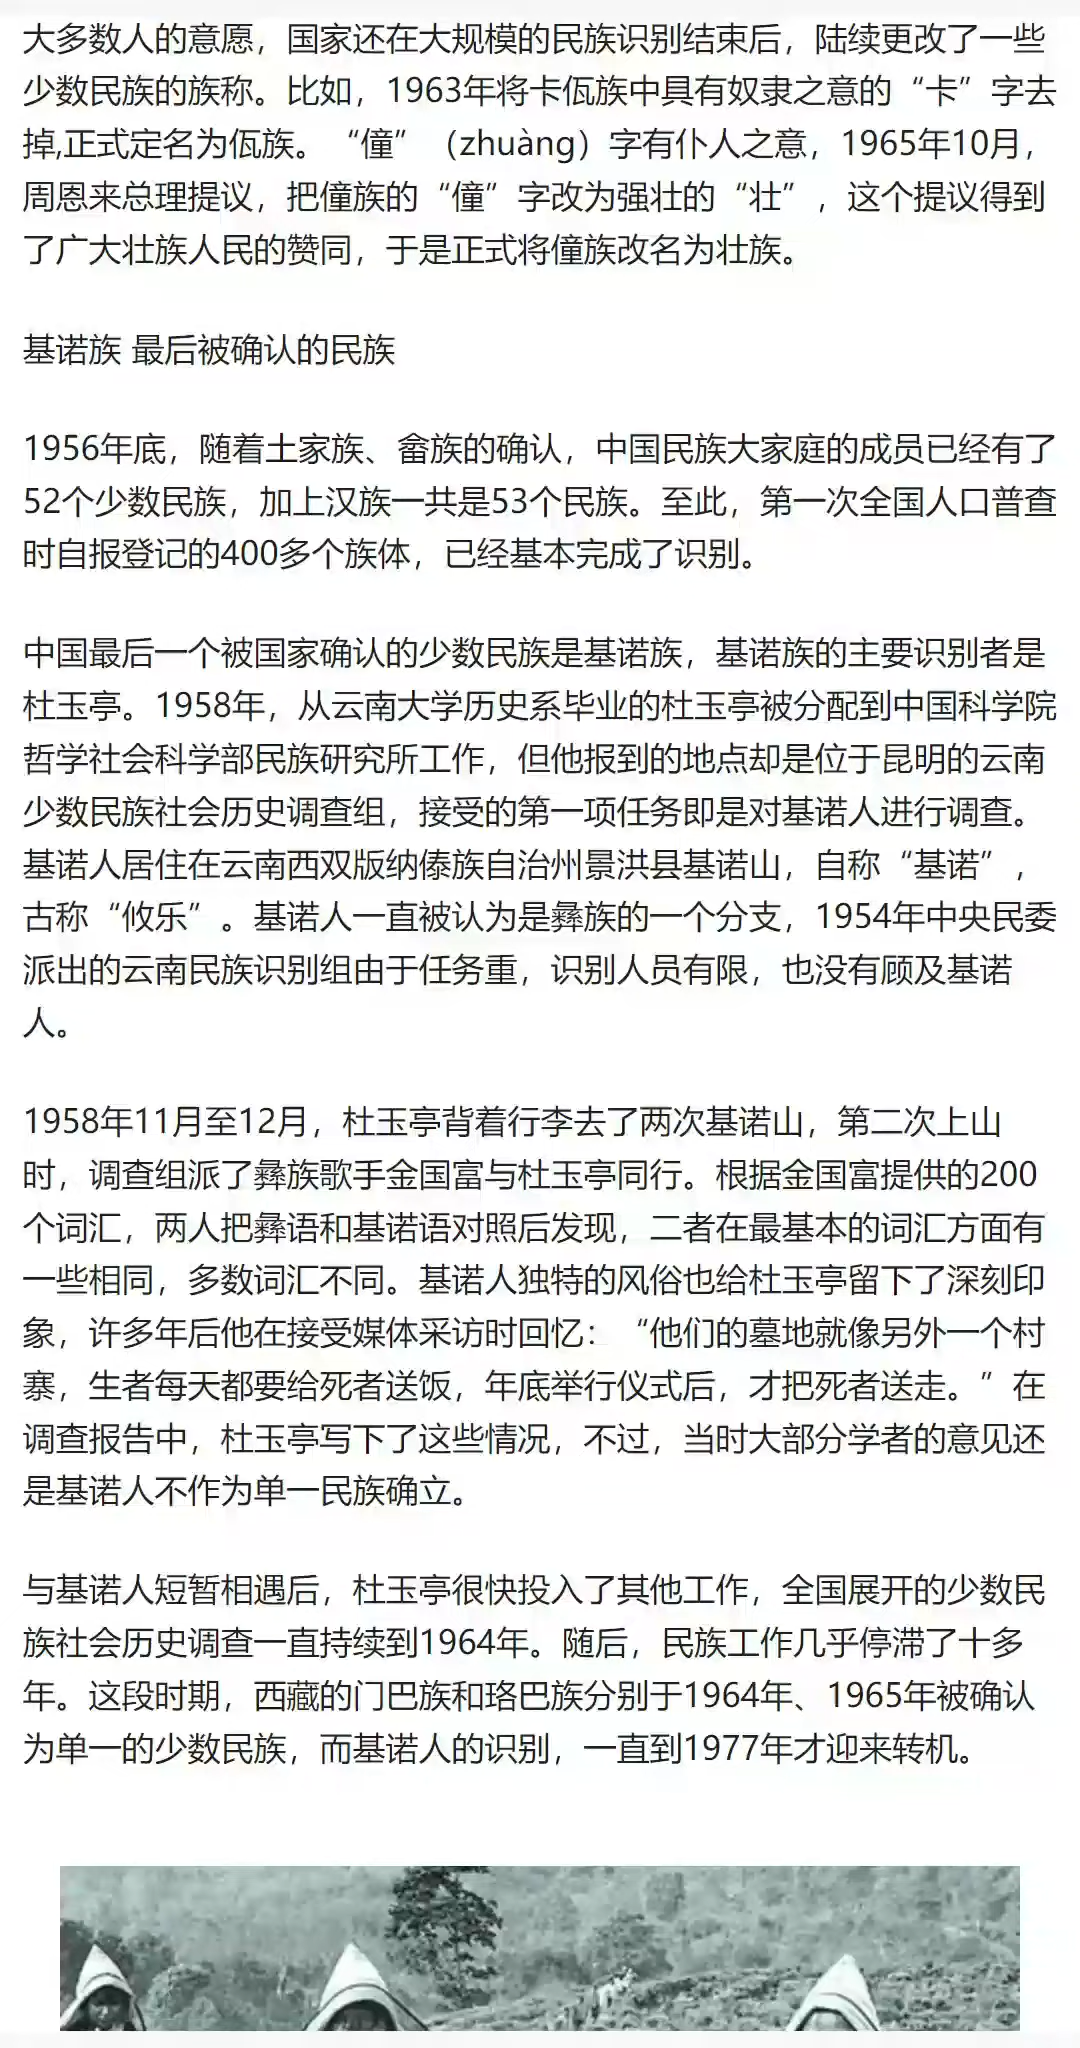 大多数人的意愿，国家还在大规模的民族识别结束后，陆续更改了一些
少数民族的族称。比如，1963年将卡佤族中具有奴隶之意的“卡”字去
掉,正式定名为佤族。“僮”（zhuàng）字有仆人之意，1965年10月，
周恩来总理提议，把僮族的“僮”字改为强壮的“壮”，这个提议得到
了广大壮族人民的赞同，于是正式将僮族改名为壮族。
基诺族 最后被确认的民族
1956年底，随着土家族、畲族的确认，中国民族大家庭的成员已经有了
52个少数民族，加上汉族一共是53个民族。至此，第一次全国人口普查
时自报登记的400多个族体，已经基本完成了识别。
中国最后一个被国家确认的少数民族是基诺族，基诺族的主要识别者是
杜玉亭。1958年，从云南大学历史系毕业的杜玉亭被分配到中国科学院
哲学社会科学部民族研究所工作，但他报到的地点却是位于昆明的云南
少数民族社会历史调查组，接受的第一项任务即是对基诺人进行调查。
基诺人居住在云南西双版纳傣族自治州景洪县基诺山，自称“基诺”，
古称“攸乐”。基诺人一直被认为是彝族的一个分支，1954年中央民委
派出的云南民族识别组由于任务重，识别人员有限，也没有顾及基诺
人。
1958年11月至12月，杜玉亭背着行李去了两次基诺山，第二次上山
时，调查组派了彝族歌手金国富与杜玉亭同行。根据金国富提供的200
个词汇，两人把彝语和基诺语对照后发现，二者在最基本的词汇方面有
一些相同，多数词汇不同。基诺人独特的风俗也给杜玉亭留下了深刻印
象，许多年后他在接受媒体采访时回忆：“他们的墓地就像另外一个村
寨，生者每天都要给死者送饭，年底举行仪式后，才把死者送走。”在
调查报告中，杜玉亭写下了这些情况，不过，当时大部分学者的意见还
是基诺人不作为单一民族确立。
与基诺人短暂相遇后，杜玉亭很快投入了其他工作，全国展开的少数民
族社会历史调查一直持续到1964年。随后，民族工作几乎停滞了十多
年。这段时期，西藏的门巴族和珞巴族分别于1964年、1965年被确认
为单一的少数民族，而基诺人的识别，一直到1977年才迎来转机。